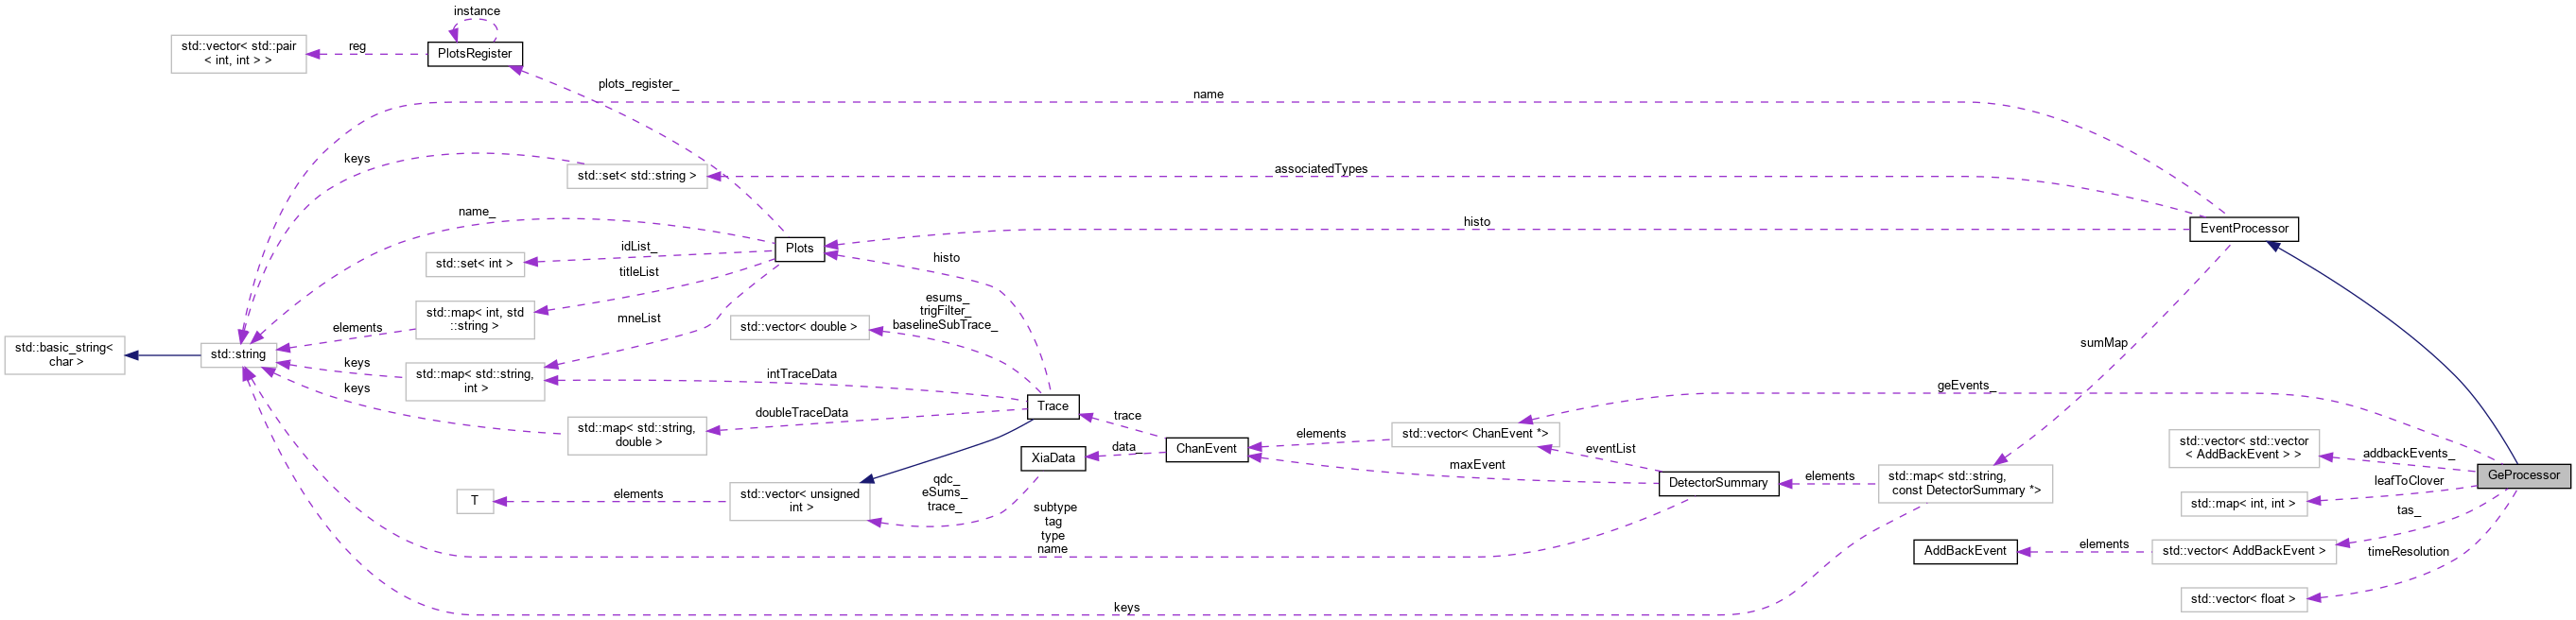 instance
std::vector< std::pair
< int, int > >
reg
PlotsRegister
plots_register_
name
keys
std::set< std::string >
associatedTypes
name_
idList_
std::set< int >
titleList
Plots
histo
histo
EventProcessor
std::map< int, std
::string >
mneList
elements
std::basic_string<
char >
std::string
keys
keys
std::map< std::string,
int >
std::vector< double >
esums_
trigFilter_
baselineSubTrace_
intTraceData
doubleTraceData
std::map< std::string,
double >
Trace
trace
XiaData
data_
ChanEvent
elements
std::vector< ChanEvent *>
geEvents_
sumMap
eventList
maxEvent
DetectorSummary
elements
std::map< std::string,
const DetectorSummary *>
std::vector< std::vector
< AddBackEvent > >
addbackEvents_
leafToClover
GeProcessor
std::map< int, int >
tas_
timeResolution
T
elements
std::vector< unsigned
int >
qdc_
eSums_
trace_
subtype
tag
type
name
AddBackEvent
elements
std::vector< AddBackEvent >
std::vector< float >
keys